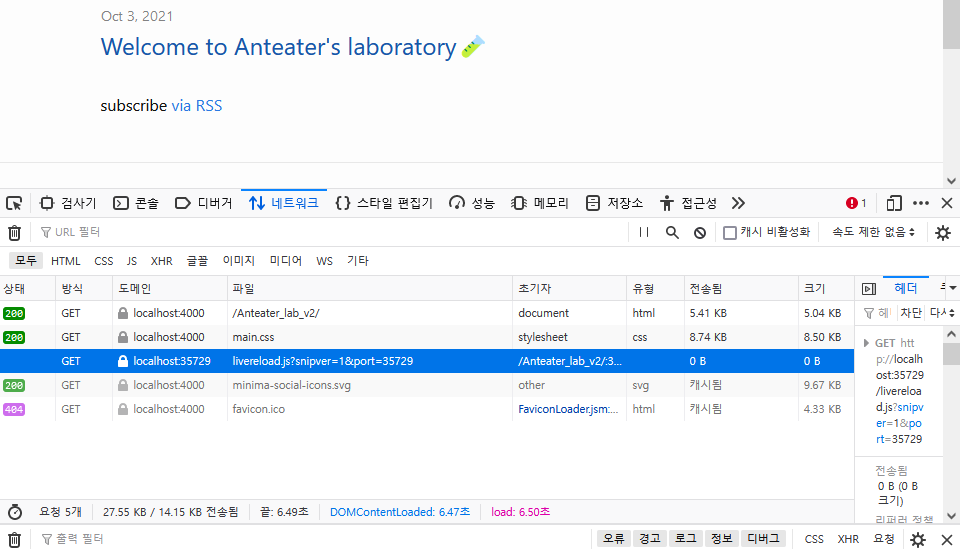 Oct 3, 2021
Welcome to Anteater's laboratory
subscribe via RSS
검사기 콘솔 디버거 네트워크 스타일 편집기 성능 메모리 저장소 접근성 1
URL 필터 캐시 비활성화 속도 제한 없음
모두 HTML CSS JS XHR 글꼴 이미지 미디어 WS 기타
상태 방식 도메인 파일 초기자 유형 전송됨 크기 헤더
200 GET localhost:4000 /Anteater_lab_v2/ document html 5.41 KB 5.04 KB
200 GET localhost:4000 main.css stylesheet css 8.74 KB 8.50 KB
GET localhost:35729 livereload.js?snipver=1&port=35729 /Anteater_lab_v2/:3... 0 B 0 B
200 GET localhost:4000 minima-social-icons.svg other svg 캐시됨 9.67 KB
404 GET localhost:4000 favicon.ico FaviconLoader.jsm:... html 캐시됨 4.33 KB
차단
GET htt
p://local
host:35729
/liverelo
ad.js?snipv
er=1&po
rt=35729
전송됨
0 B (0 B
크기)
리퍼러 정책
요청 5개 27.55 KB / 14.15 KB 전송됨 끝: 6.49초 DOMContentLoaded: 6.47초 load: 6.50초
출력 필터 오류 경고 로그 정보 디버그 CSS XHR 요청